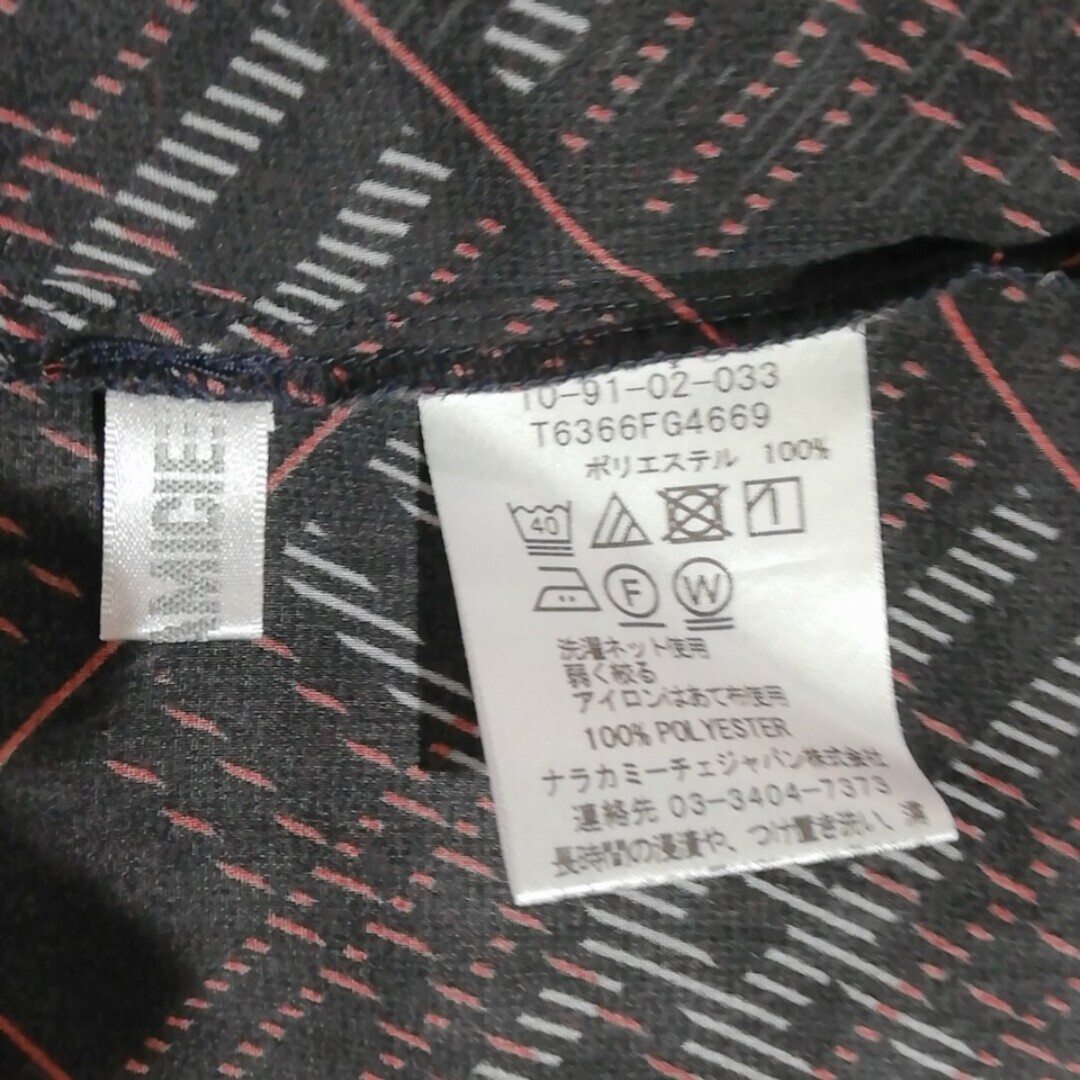 AMICIE
10-91-02-033
T6366FG4669
ポリエステル 100%
40
F W
洗濯ネット使用
弱く絞る
アイロンはあて布使用
100% POLYESTER
ナラカミーチェジャパン株式会社
連絡先 03-3404-7373
長時間の浸漬や、つけ置き洗い、濡